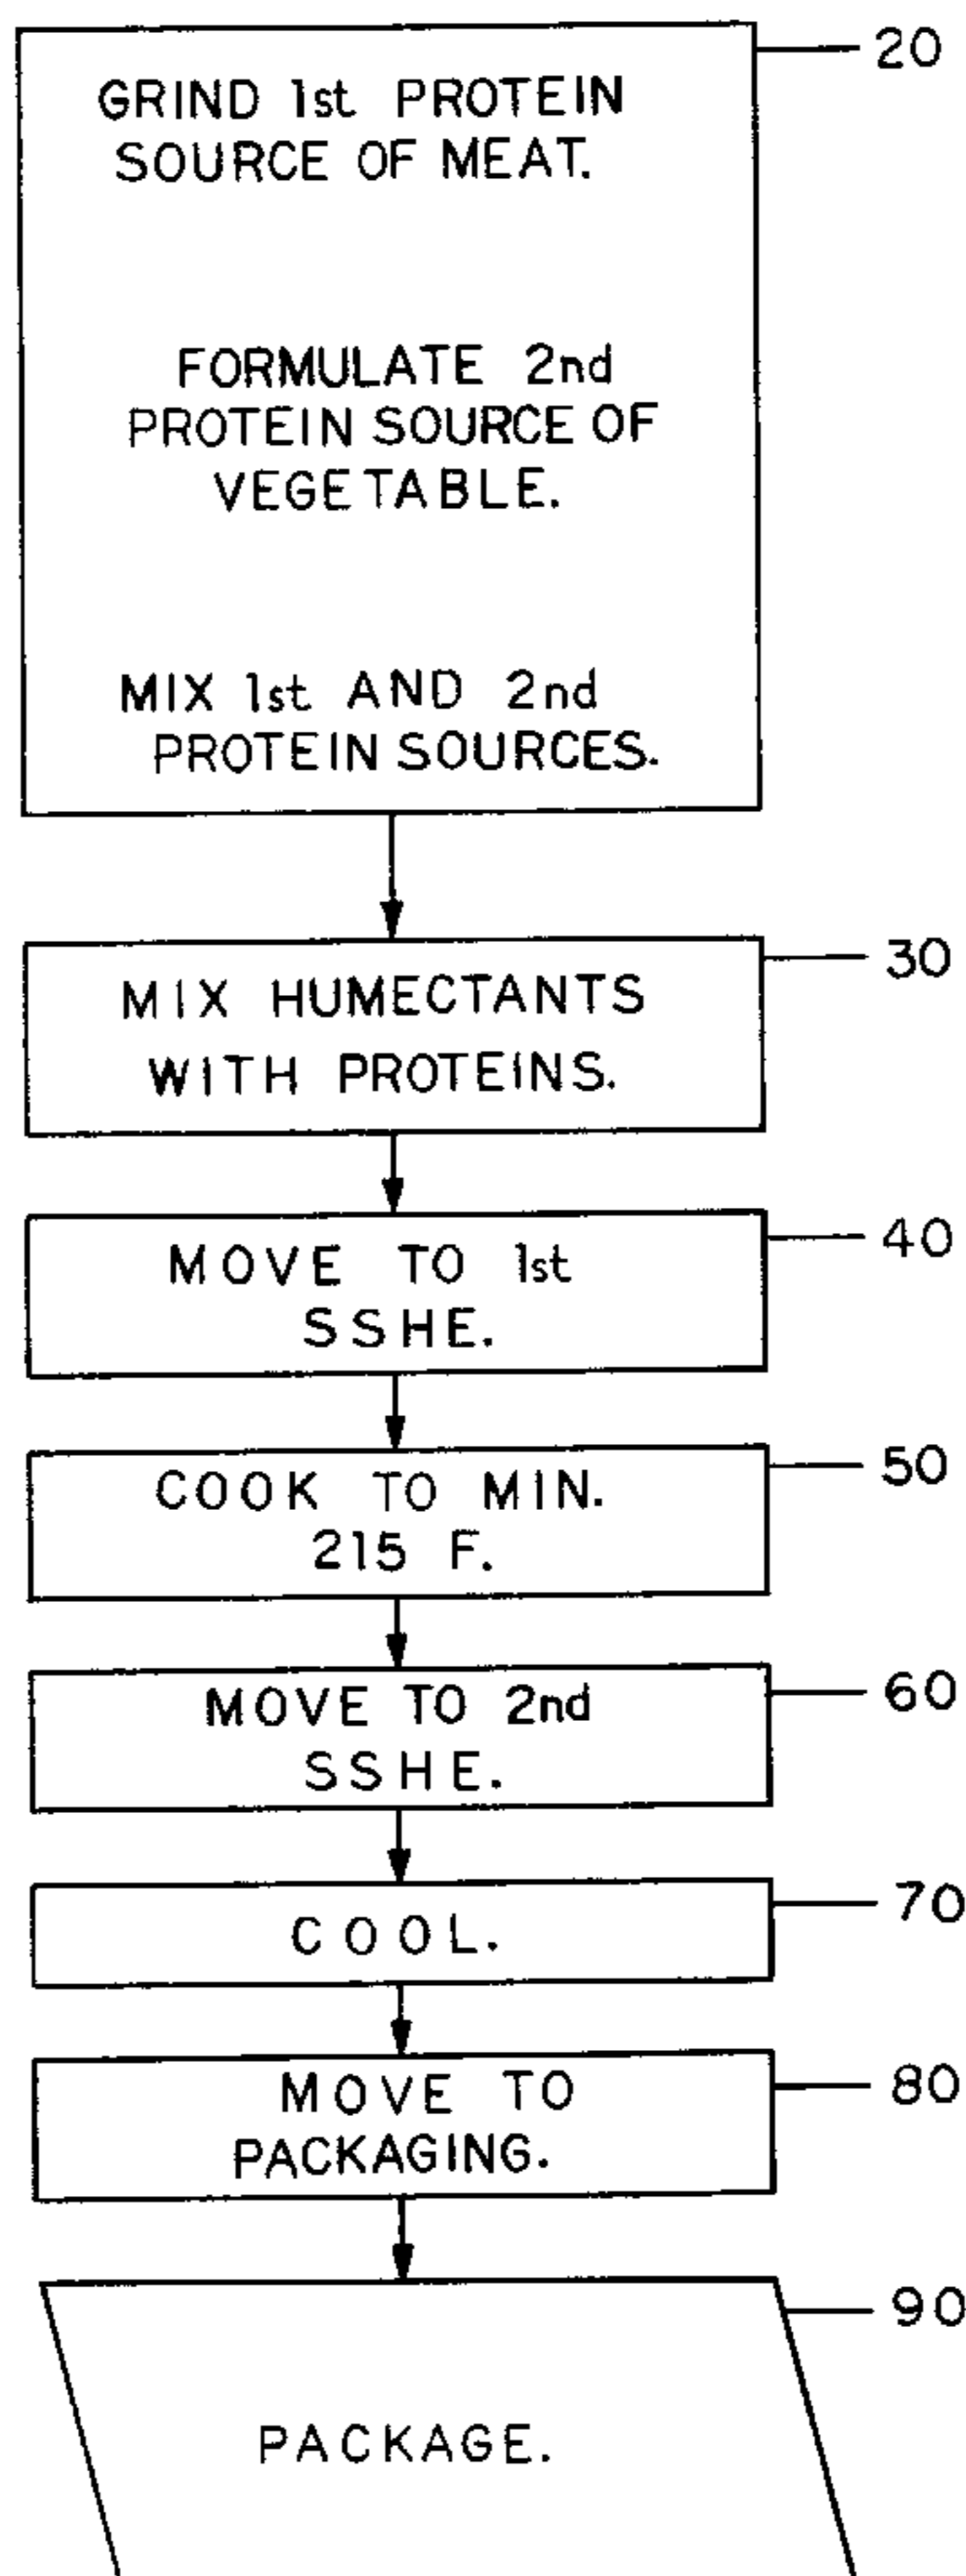 20
GRIND 1st PROTEIN
SOURCE OF MEAT.
FORMULATE 2nd
PROTEIN SOURCE OF
VEGETABLE.
MIX 1st AND 2nd
PROTEIN SOURCES.
30
MIX HUMECTANTS
WITH PROTEINS.
40
MOVE TO 1st
SSHE.
50
COOK TO MIN.
215 F.
60
MOVE TO 2nd
SSHE.
70
COOL.
80
MOVE TO
PACKAGING.
90
PACKAGE.